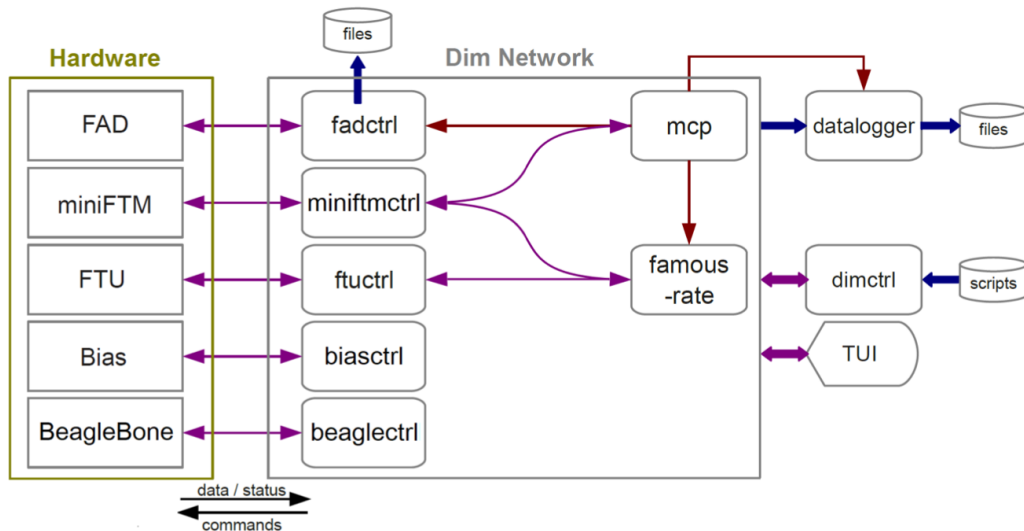 files
Hardware
Dim Network
FAD
fadctrl
mcp
datalogger
files
miniFTM
miniftmctrl
FTU
ftuctrl
famous
-rate
dimctrl
scripts
Bias
biasctrl
TUI
BeagleBone
beaglectrl
data / status
commands